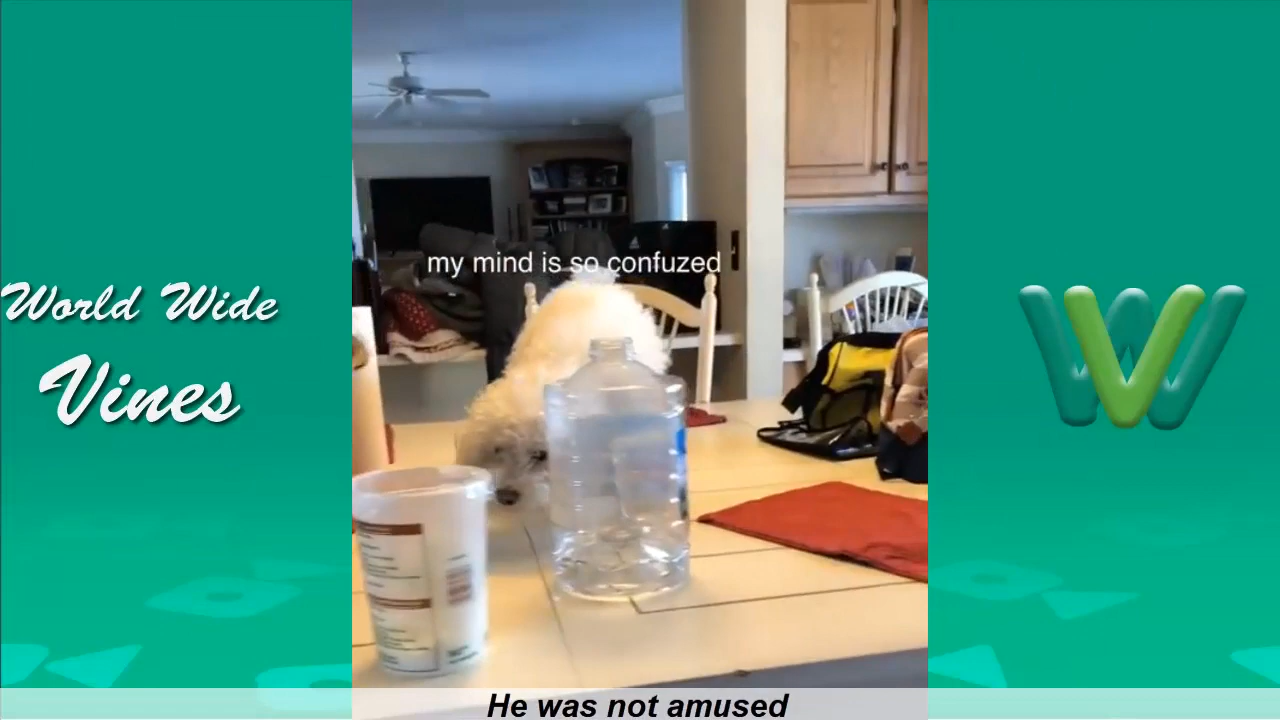 World Wide
Vines
my mind is so confuzed
W
He was not amused